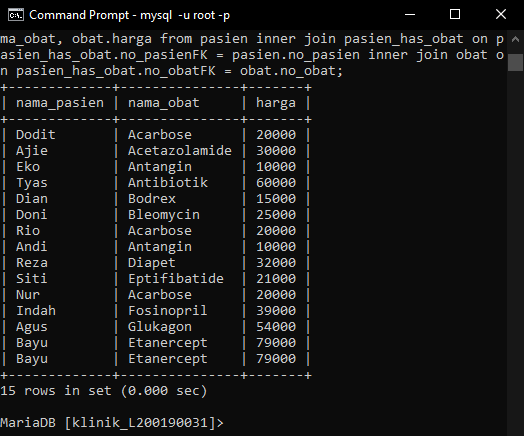 Command Prompt - mysql -u root -p
ma_obat, obat.harga from pasien inner join pasien_has_obat on p
asien_has_obat.no_pasienFK = pasien.no_pasien inner join obat o
n pasien_has_obat.no_obatFK = obat.no_obat;
+-------------+---------------+-------+
| nama_pasien | nama_obat     | harga |
+-------------+---------------+-------+
| Dodit       | Acarbose      | 20000 |
| Ajie        | Acetazolamide | 30000 |
| Eko         | Antangin      | 10000 |
| Tyas        | Antibiotik    | 60000 |
| Dian        | Bodrex        | 15000 |
| Doni        | Bleomycin     | 25000 |
| Rio         | Acarbose      | 20000 |
| Andi        | Antangin      | 10000 |
| Reza        | Diapet        | 32000 |
| Siti        | Eptifibatide  | 21000 |
| Nur         | Acarbose      | 20000 |
| Indah       | Fosinopril    | 39000 |
| Agus        | Glukagon      | 54000 |
| Bayu        | Etanercept    | 79000 |
| Bayu        | Etanercept    | 79000 |
+-------------+---------------+-------+
15 rows in set (0.000 sec)
MariaDB [klinik_L200190031]>